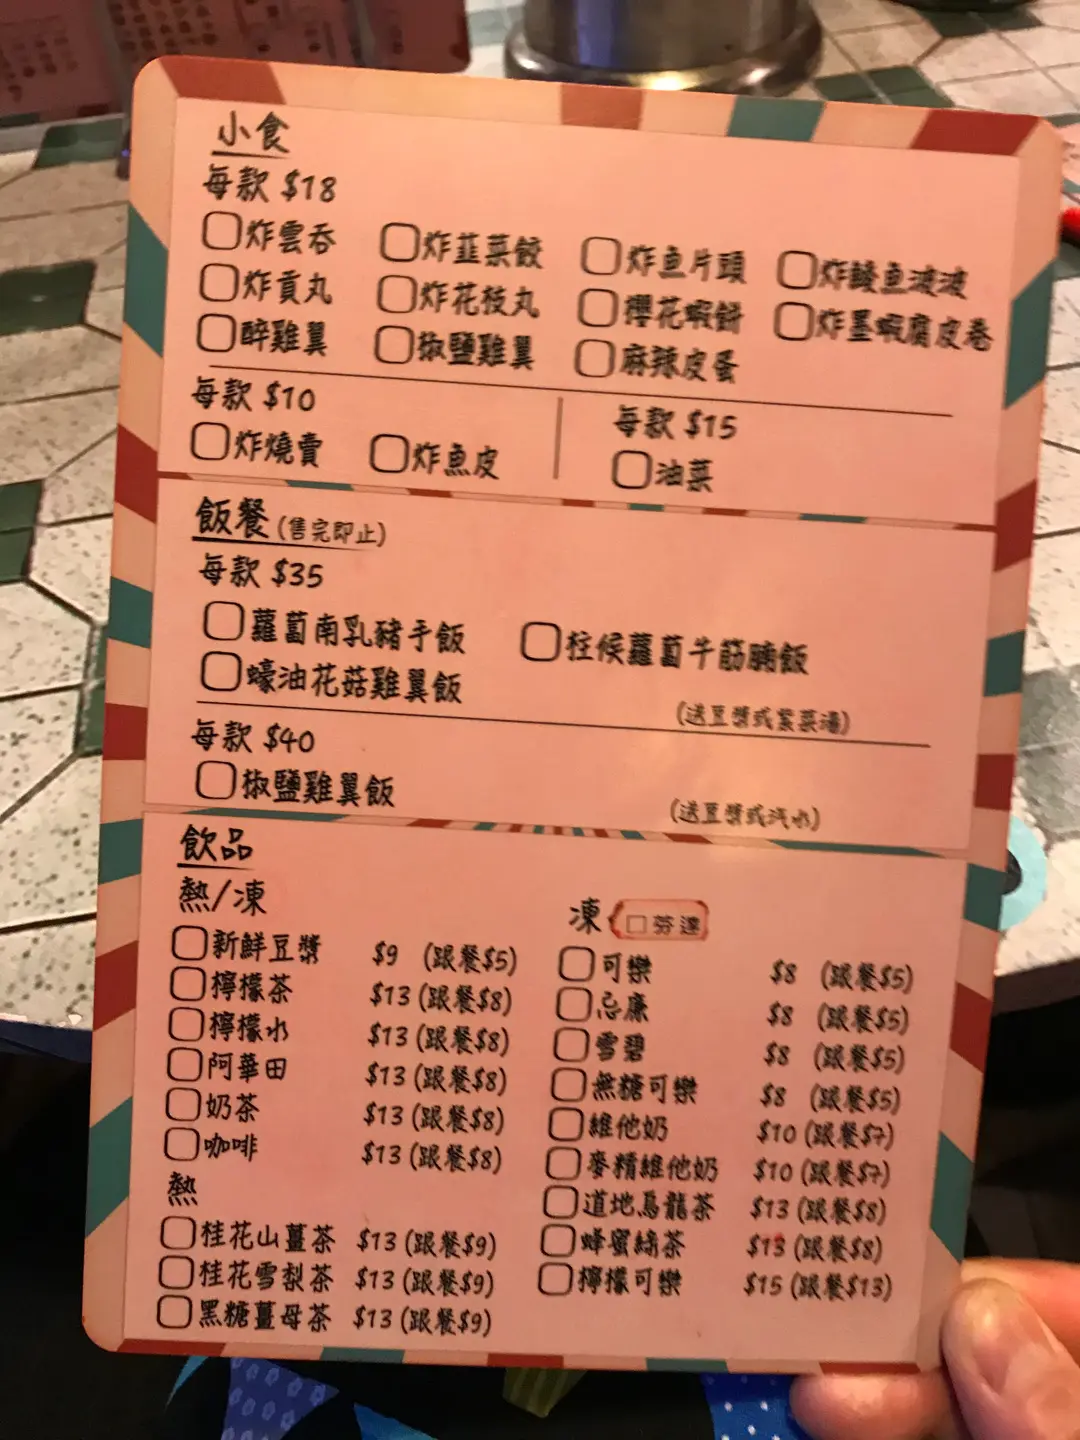 小食
每款 $18
炸雲吞 炸韮菜餃 炸魚片頭 炸鰻魚波波
炸貢丸 炸花枝丸 櫻花蝦餅 炸墨蝦腐皮卷
醉雞翼 椒鹽雞翼 麻辣皮蛋
每款 $10 每款 $15
炸燒賣 炸魚皮 油菜
飯餐 (售完即止)
每款 $35
蘿蔔南乳豬手飯 柱候蘿蔔牛筋腩飯
蠔油花菇雞翼飯
(送豆漿或紫菜湯)
每款 $40
椒鹽雞翼飯
(送豆漿或汽水)
飲品
熱/凍
新鮮豆漿 $9 (跟餐$5)
檸檬茶 $13 (跟餐$8)
檸檬水 $13 (跟餐$8)
阿華田 $13 (跟餐$8)
奶茶 $13 (跟餐$8)
咖啡 $13 (跟餐$8)
熱
桂花山薑茶 $13 (跟餐$9)
桂花雪梨茶 $13 (跟餐$9)
黑糖薑母茶 $13 (跟餐$9)
凍 □芬達
可樂 $8 (跟餐$5)
忌廉 $8 (跟餐$5)
雪碧 $8 (跟餐$5)
無糖可樂 $8 (跟餐$5)
維他奶 $10 (跟餐$7)
麥精維他奶 $10 (跟餐$7)
道地烏龍茶 $13 (跟餐$8)
蜂蜜綠茶 $13 (跟餐$8)
檸檬可樂 $15 (跟餐$13)